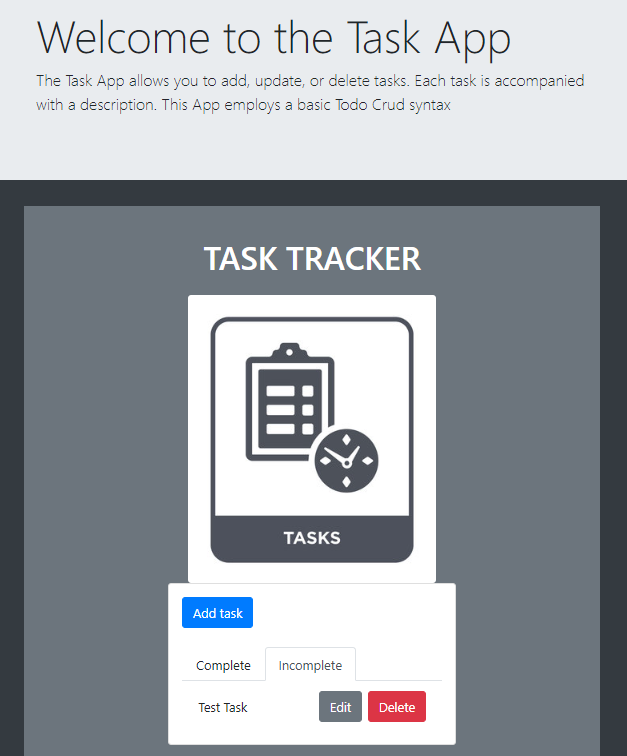 Welcome to the Task App
The Task App allows you to add, update, or delete tasks. Each task is accompanied
with a description. This App employs a basic Todo Crud syntax
TASK TRACKER
TASKS
Add task
Complete
Incomplete
Test Task
Edit
Delete